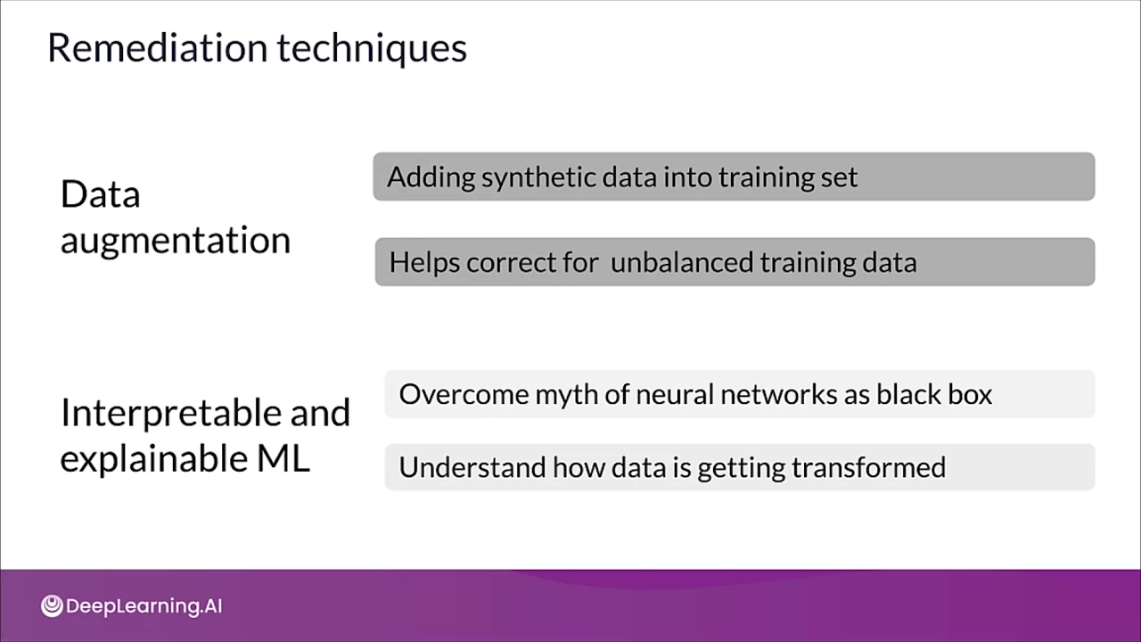 Remediation techniques
Data
augmentation
Adding synthetic data into training set
Helps correct for  unbalanced training data
Interpretable and
explainable ML
Overcome myth of neural networks as black box
Understand how data is getting transformed
DeepLearning.AI